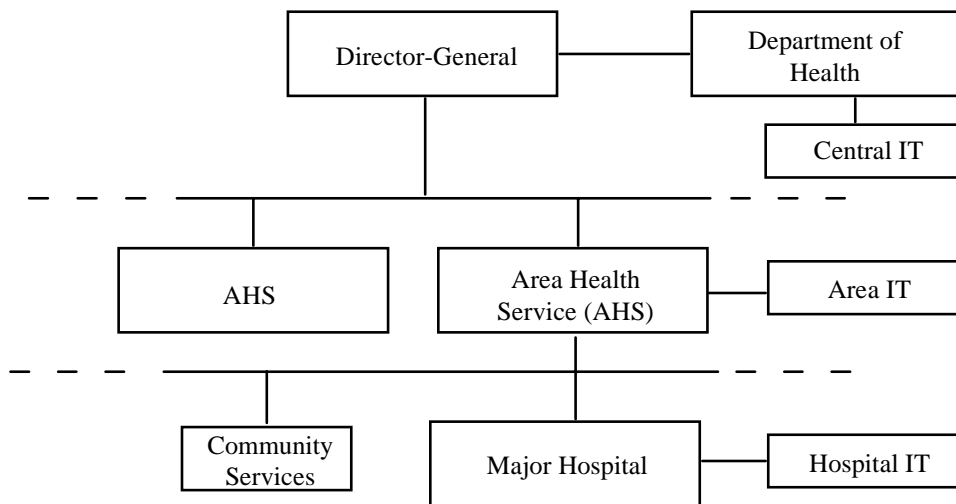 Director-General
Department of
Health
Central IT
AHS
Area Health
Service (AHS)
Area IT
Community
Services
Major Hospital
Hospital IT